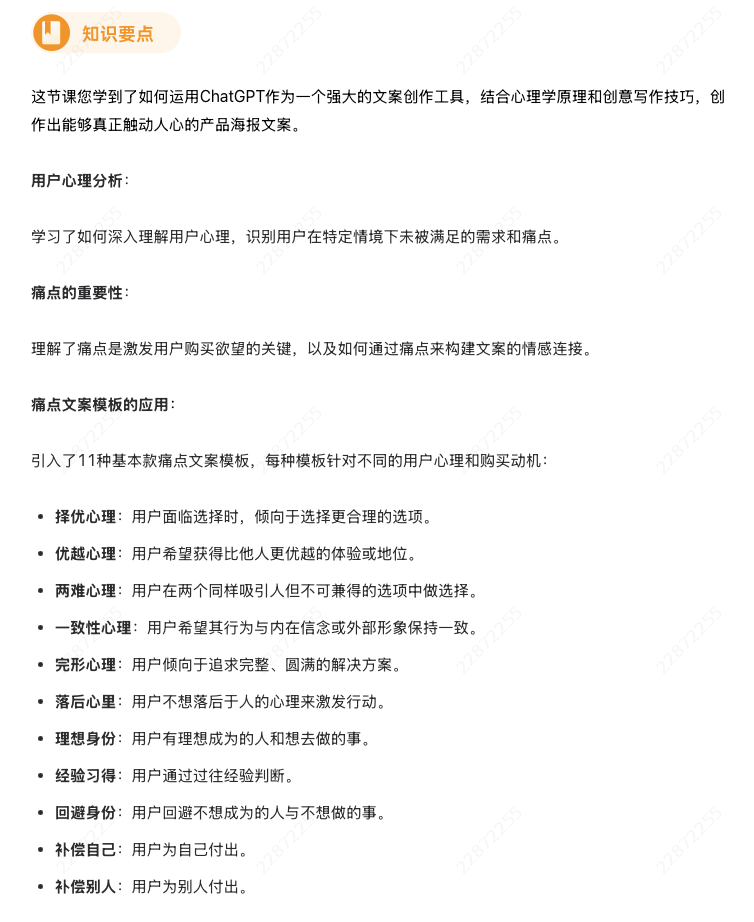 知识要点
这节课您学到了如何运用ChatGPT作为一个强大的文案创作工具，结合心理学原理和创意写作技巧，创
作出能够真正触动人心的产品海报文案。
用户心理分析：
学习了如何深入理解用户心理，识别用户在特定情境下未被满足的需求和痛点。
痛点的重要性：
理解了痛点是激发用户购买欲望的关键，以及如何通过痛点来构建文案的情感连接。
痛点文案模板的应用：
引入了11种基本款痛点文案模板，每种模板针对不同的用户心理和购买动机：
• 择优心理：用户面临选择时，倾向于选择更合理的选项。
• 优越心理：用户希望获得比他人更优越的体验或地位。
• 两难心理：用户在两个同样吸引人但不可兼得的选项中做选择。
• 一致性心理：用户希望其行为与内在信念或外部形象保持一致。
• 完形心理：用户倾向于追求完整、圆满的解决方案。
• 落后心里：用户不想落后于人的心理来激发行动。
• 理想身份：用户有理想成为的人和想去做的事。
• 经验习得：用户通过过往经验判断。
• 回避身份：用户回避不想成为的人与不想做的事。
• 补偿自己：用户为自己付出。
• 补偿别人：用户为别人付出。
22872255